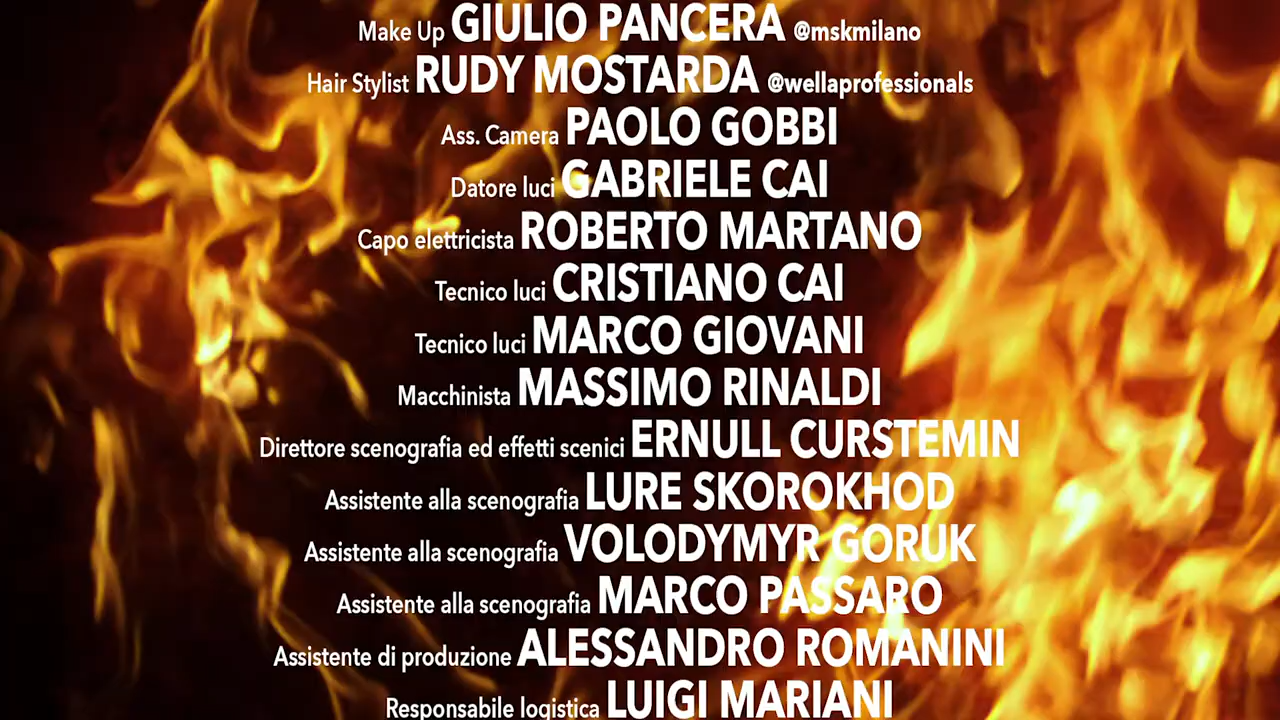 Make Up GIULIO PANCERA @mskmilano
Hair Stylist RUDY MOSTARDA @wellaprofessionals
Ass. Camera PAOLO GOBBI
Datore luci GABRIELE CAI
Capo elettricista ROBERTO MARTANO
Tecnico luci CRISTIANO CAI
Tecnico luci MARCO GIOVANI
Macchinista MASSIMO RINALDI
Direttore scenografia ed effetti scenici ERNULL CURSTEMIN
Assistente alla scenografia LURE SKOROKHOD
Assistente alla scenografia VOLODYMYR GORUK
Assistente alla scenografia MARCO PASSARO
Assistente di produzione ALESSANDRO ROMANINI
Responsabile logistica LUIGI MARIANI